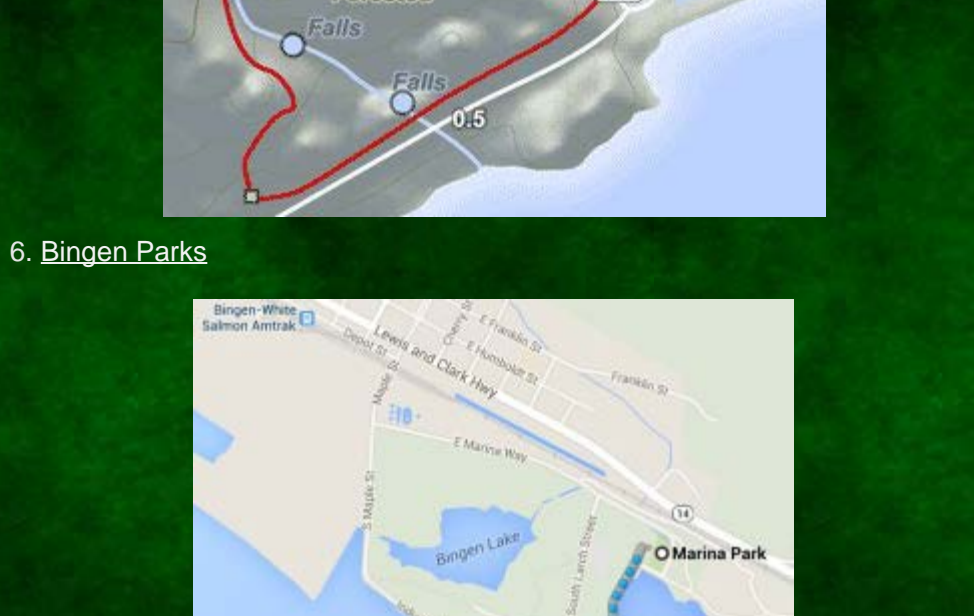 Falls
Falls
0.5
6. Bingen Parks
Bingen-White
Salmon Amtrak
Depot St
Lewis and Clark Hwy
Cherry St
E Franklin St
E Humboldt St
Franklin St
Maple St
E Marina Way
S Maple St
14
Bingen Lake
South Larch Street
Marina Park